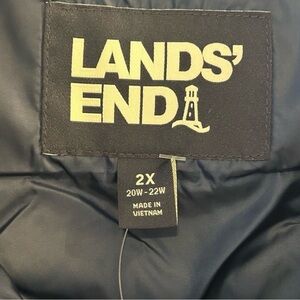 LANDS'
END
2X
20W - 22W
MADE IN
VIETNAM